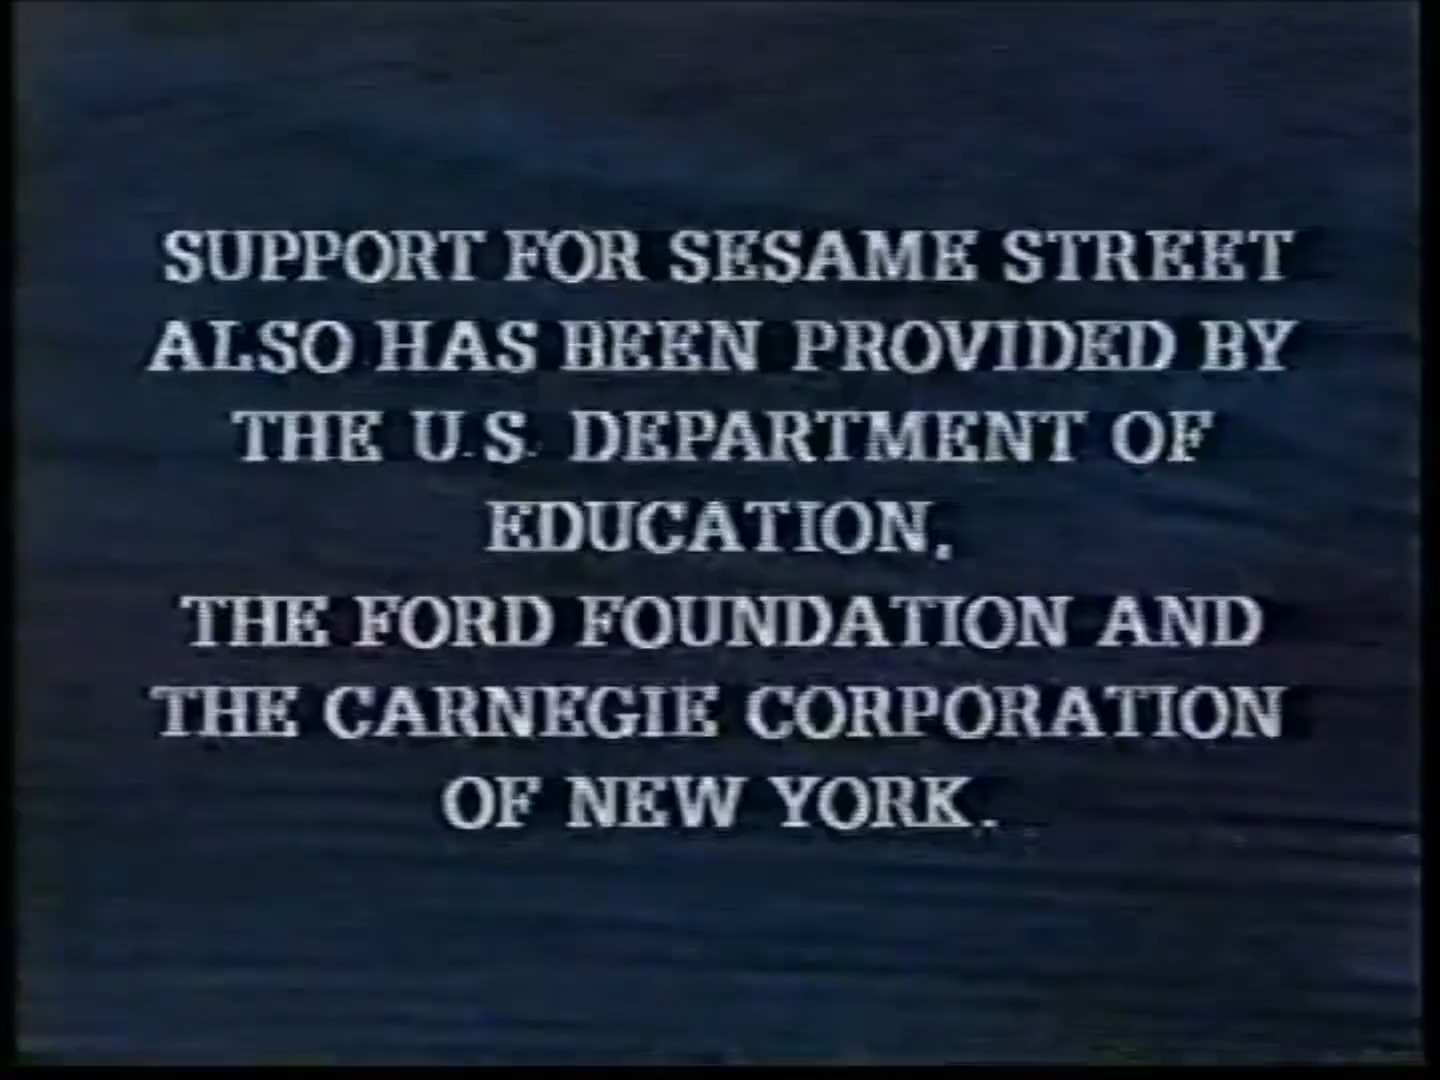 SUPPORT FOR SESAME STREET
ALSO HAS BEEN PROVIDED BY
THE U.S. DEPARTMENT OF
EDUCATION,
THE FORD FOUNDATION AND
THE CARNEGIE CORPORATION
OF NEW YORK.